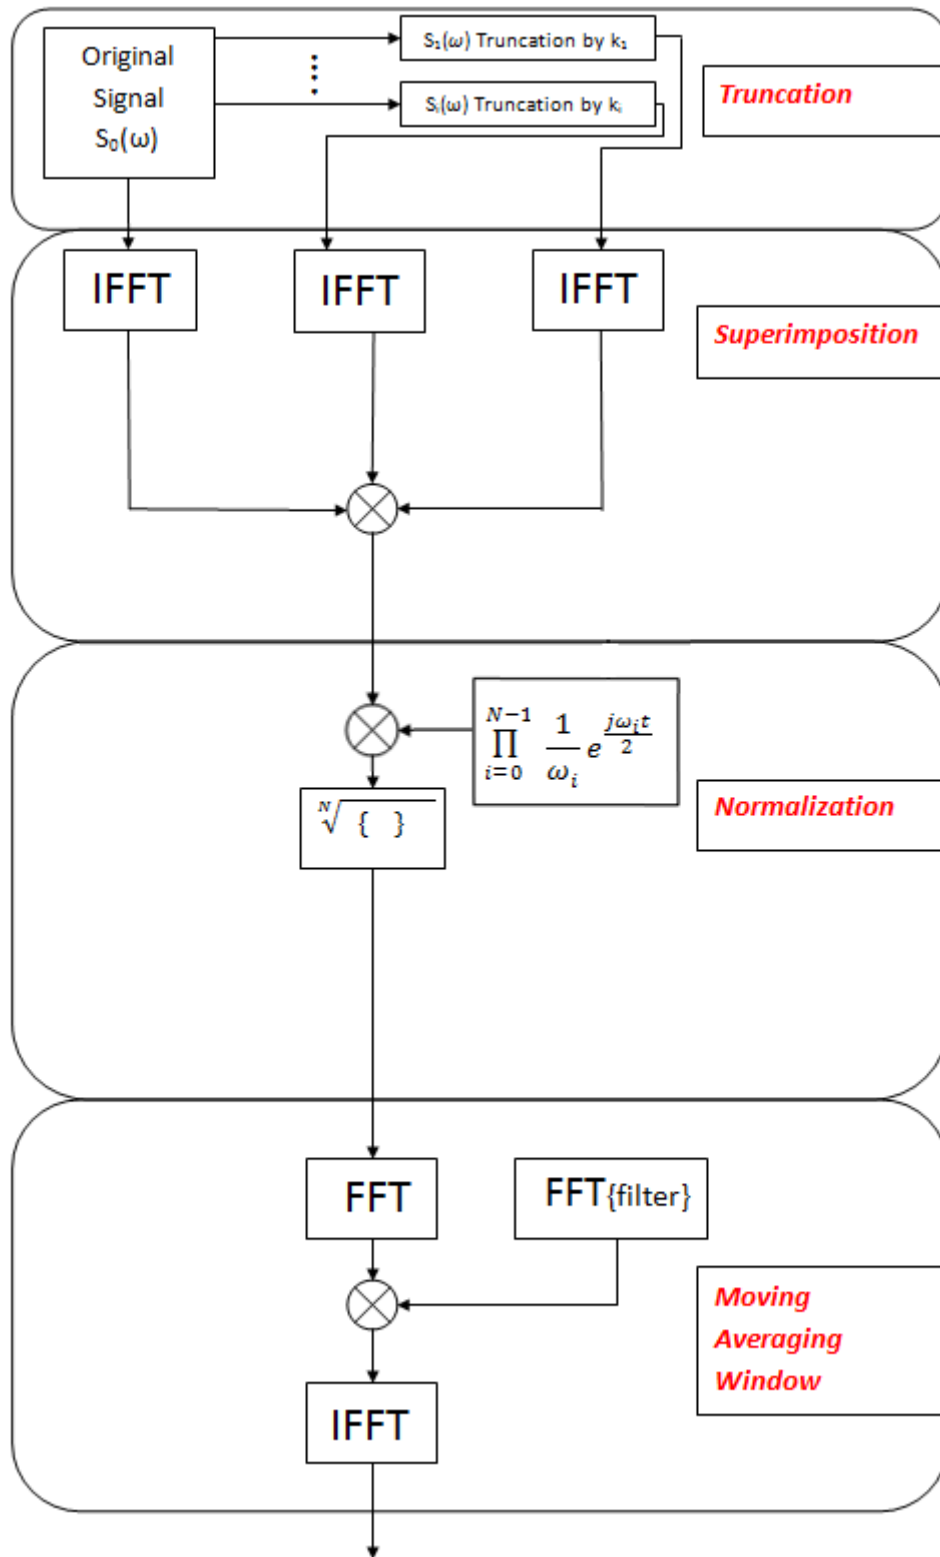 Original
Signal
S₀(ω)
S₁(ω) Truncation by k₁
Sᵢ(ω) Truncation by kᵢ
Truncation
IFFT
IFFT
IFFT
Superimposition
N−1
∏ 1/ωᵢ e^(jωᵢt/2)
i=0
ᴺ√{ }
Normalization
FFT
FFT{filter}
Moving
Averaging
Window
IFFT